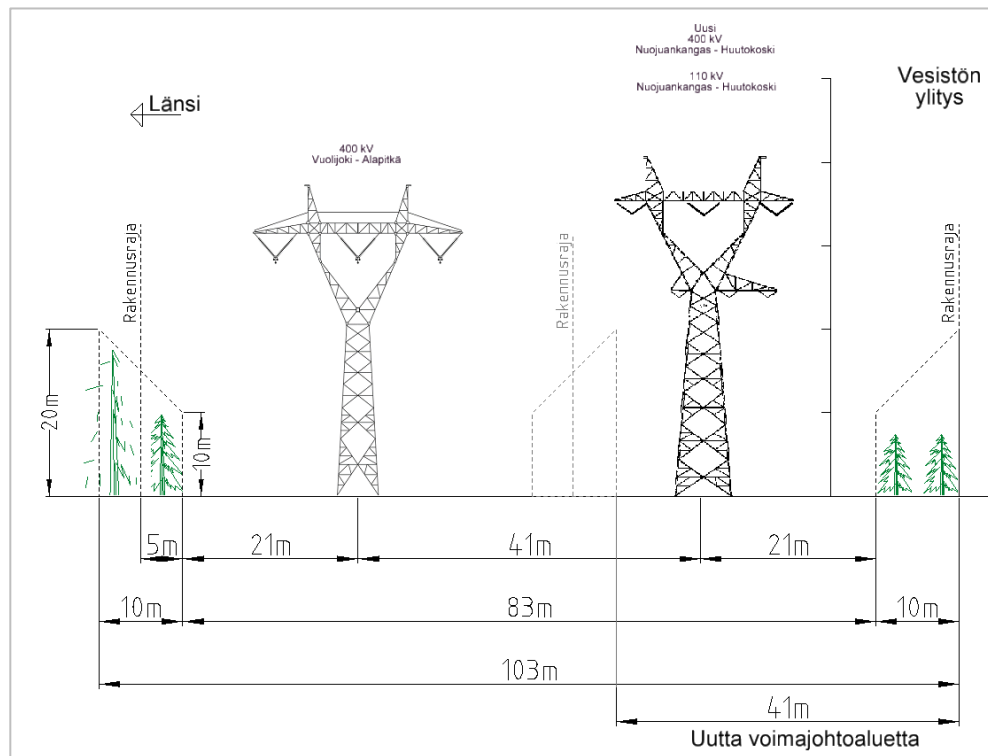 Uusi
400 kV
Nuojuankangas - Huutokoski
110 kV
Nuojuankangas - Huutokoski
Vesistön
ylitys
Länsi
400 kV
Vuolijoki - Alapitkä
Rakennusraja
Rakennusraja
Rakennusraja
20m
10m
5m
21m
41m
21m
10m
83m
10m
103m
41m
Uutta voimajohtoaluetta